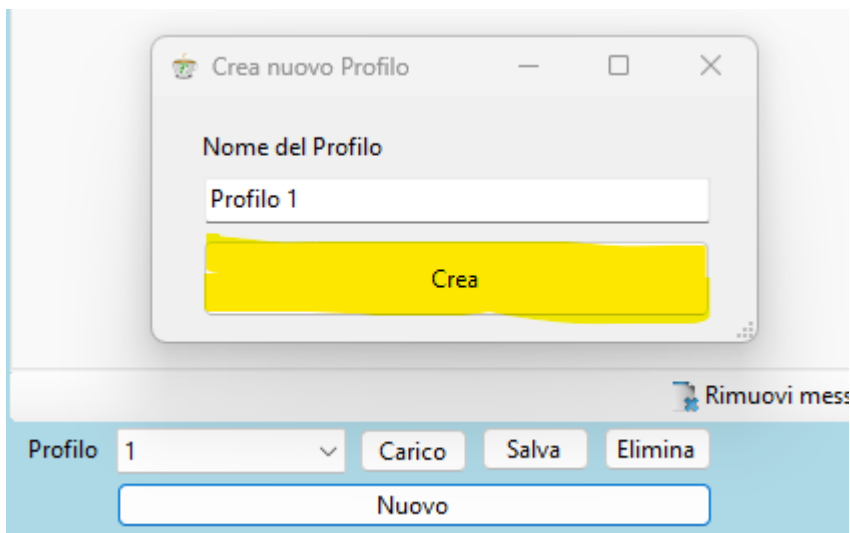 Crea nuovo Profilo
Nome del Profilo
Profilo 1
Crea
Rimuovi mess
Profilo 1 Carico Salva Elimina
Nuovo